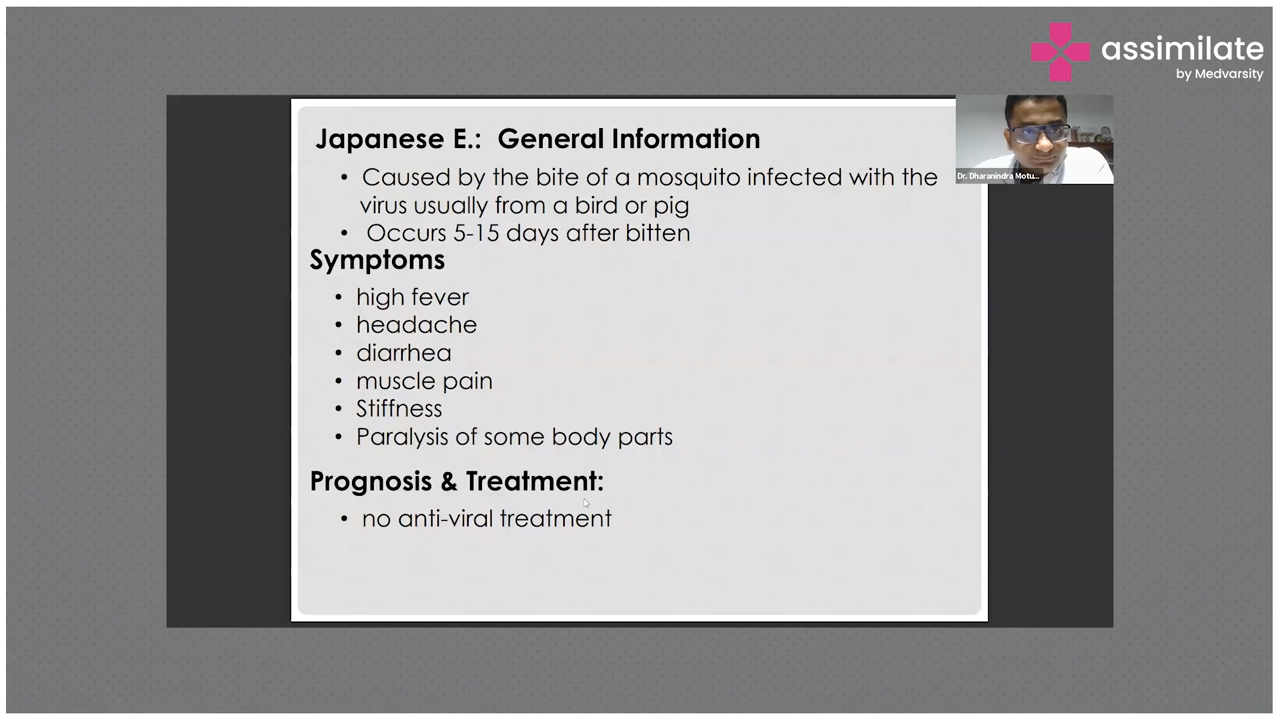 assimilate
by Medvarsity
Japanese E.: General Information
• Caused by the bite of a mosquito infected with the
virus usually from a bird or pig
• Occurs 5-15 days after bitten
Symptoms
• high fever
• headache
• diarrhea
• muscle pain
• Stiffness
• Paralysis of some body parts
Prognosis & Treatment:
• no anti-viral treatment
Dr. Dharanindra Motu...